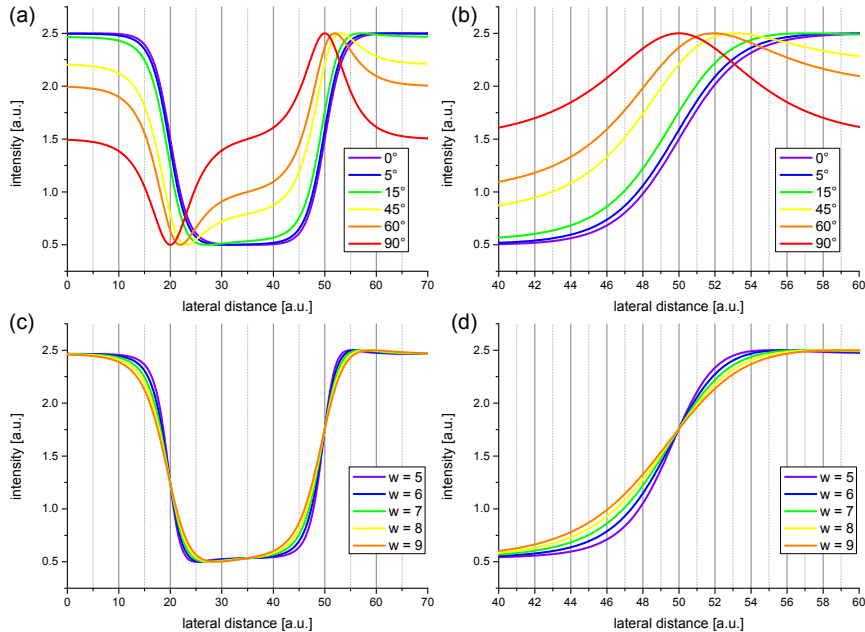 (a)
intensity [a.u.]
2.5
2.0
1.5
1.0
0.5
0°
5°
15°
45°
60°
90°
0 10 20 30 40 50 60 70
lateral distance [a.u.]
(b)
intensity [a.u.]
2.5
2.0
1.5
1.0
0.5
0°
5°
15°
45°
60°
90°
40 42 44 46 48 50 52 54 56 58 60
lateral distance [a.u.]
(c)
intensity [a.u.]
2.5
2.0
1.5
1.0
0.5
w = 5
w = 6
w = 7
w = 8
w = 9
0 10 20 30 40 50 60 70
lateral distance [a.u.]
(d)
intensity [a.u.]
2.5
2.0
1.5
1.0
0.5
w = 5
w = 6
w = 7
w = 8
w = 9
40 42 44 46 48 50 52 54 56 58 60
lateral distance [a.u.]